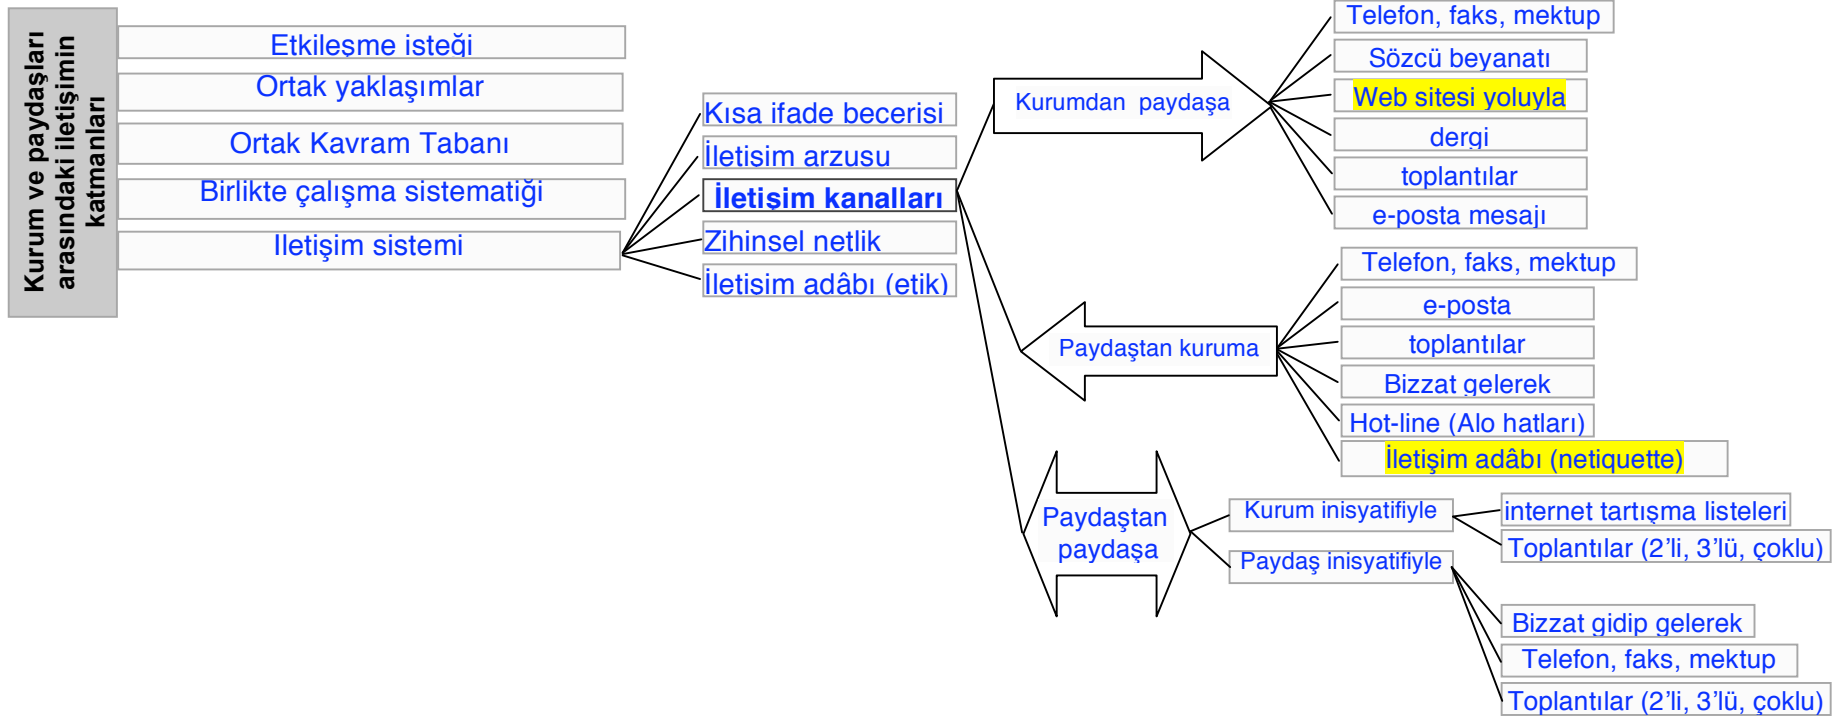 Kurum ve paydaşları
arasındaki iletişimin
katmanları
Etkileşme isteği
Ortak yaklaşımlar
Ortak Kavram Tabanı
Birlikte çalışma sistematiği
Iletişim sistemi
Kısa ifade becerisi
İletişim arzusu
İletişim kanalları
Zihinsel netlik
İletişim adâbı (etik)
Kurumdan paydaşa
Telefon, faks, mektup
Sözcü beyanatı
Web sitesi yoluyla
dergi
toplantılar
e-posta mesajı
Paydaştan kuruma
Telefon, faks, mektup
e-posta
toplantılar
Bizzat gelerek
Hot-line (Alo hatları)
İletişim adâbı (netiquette)
Paydaştan
paydaşa
Kurum inisyatifiyle
internet tartışma listeleri
Toplantılar (2’li, 3’lü, çoklu)
Paydaş inisyatifiyle
Bizzat gidip gelerek
Telefon, faks, mektup
Toplantılar (2’li, 3’lü, çoklu)